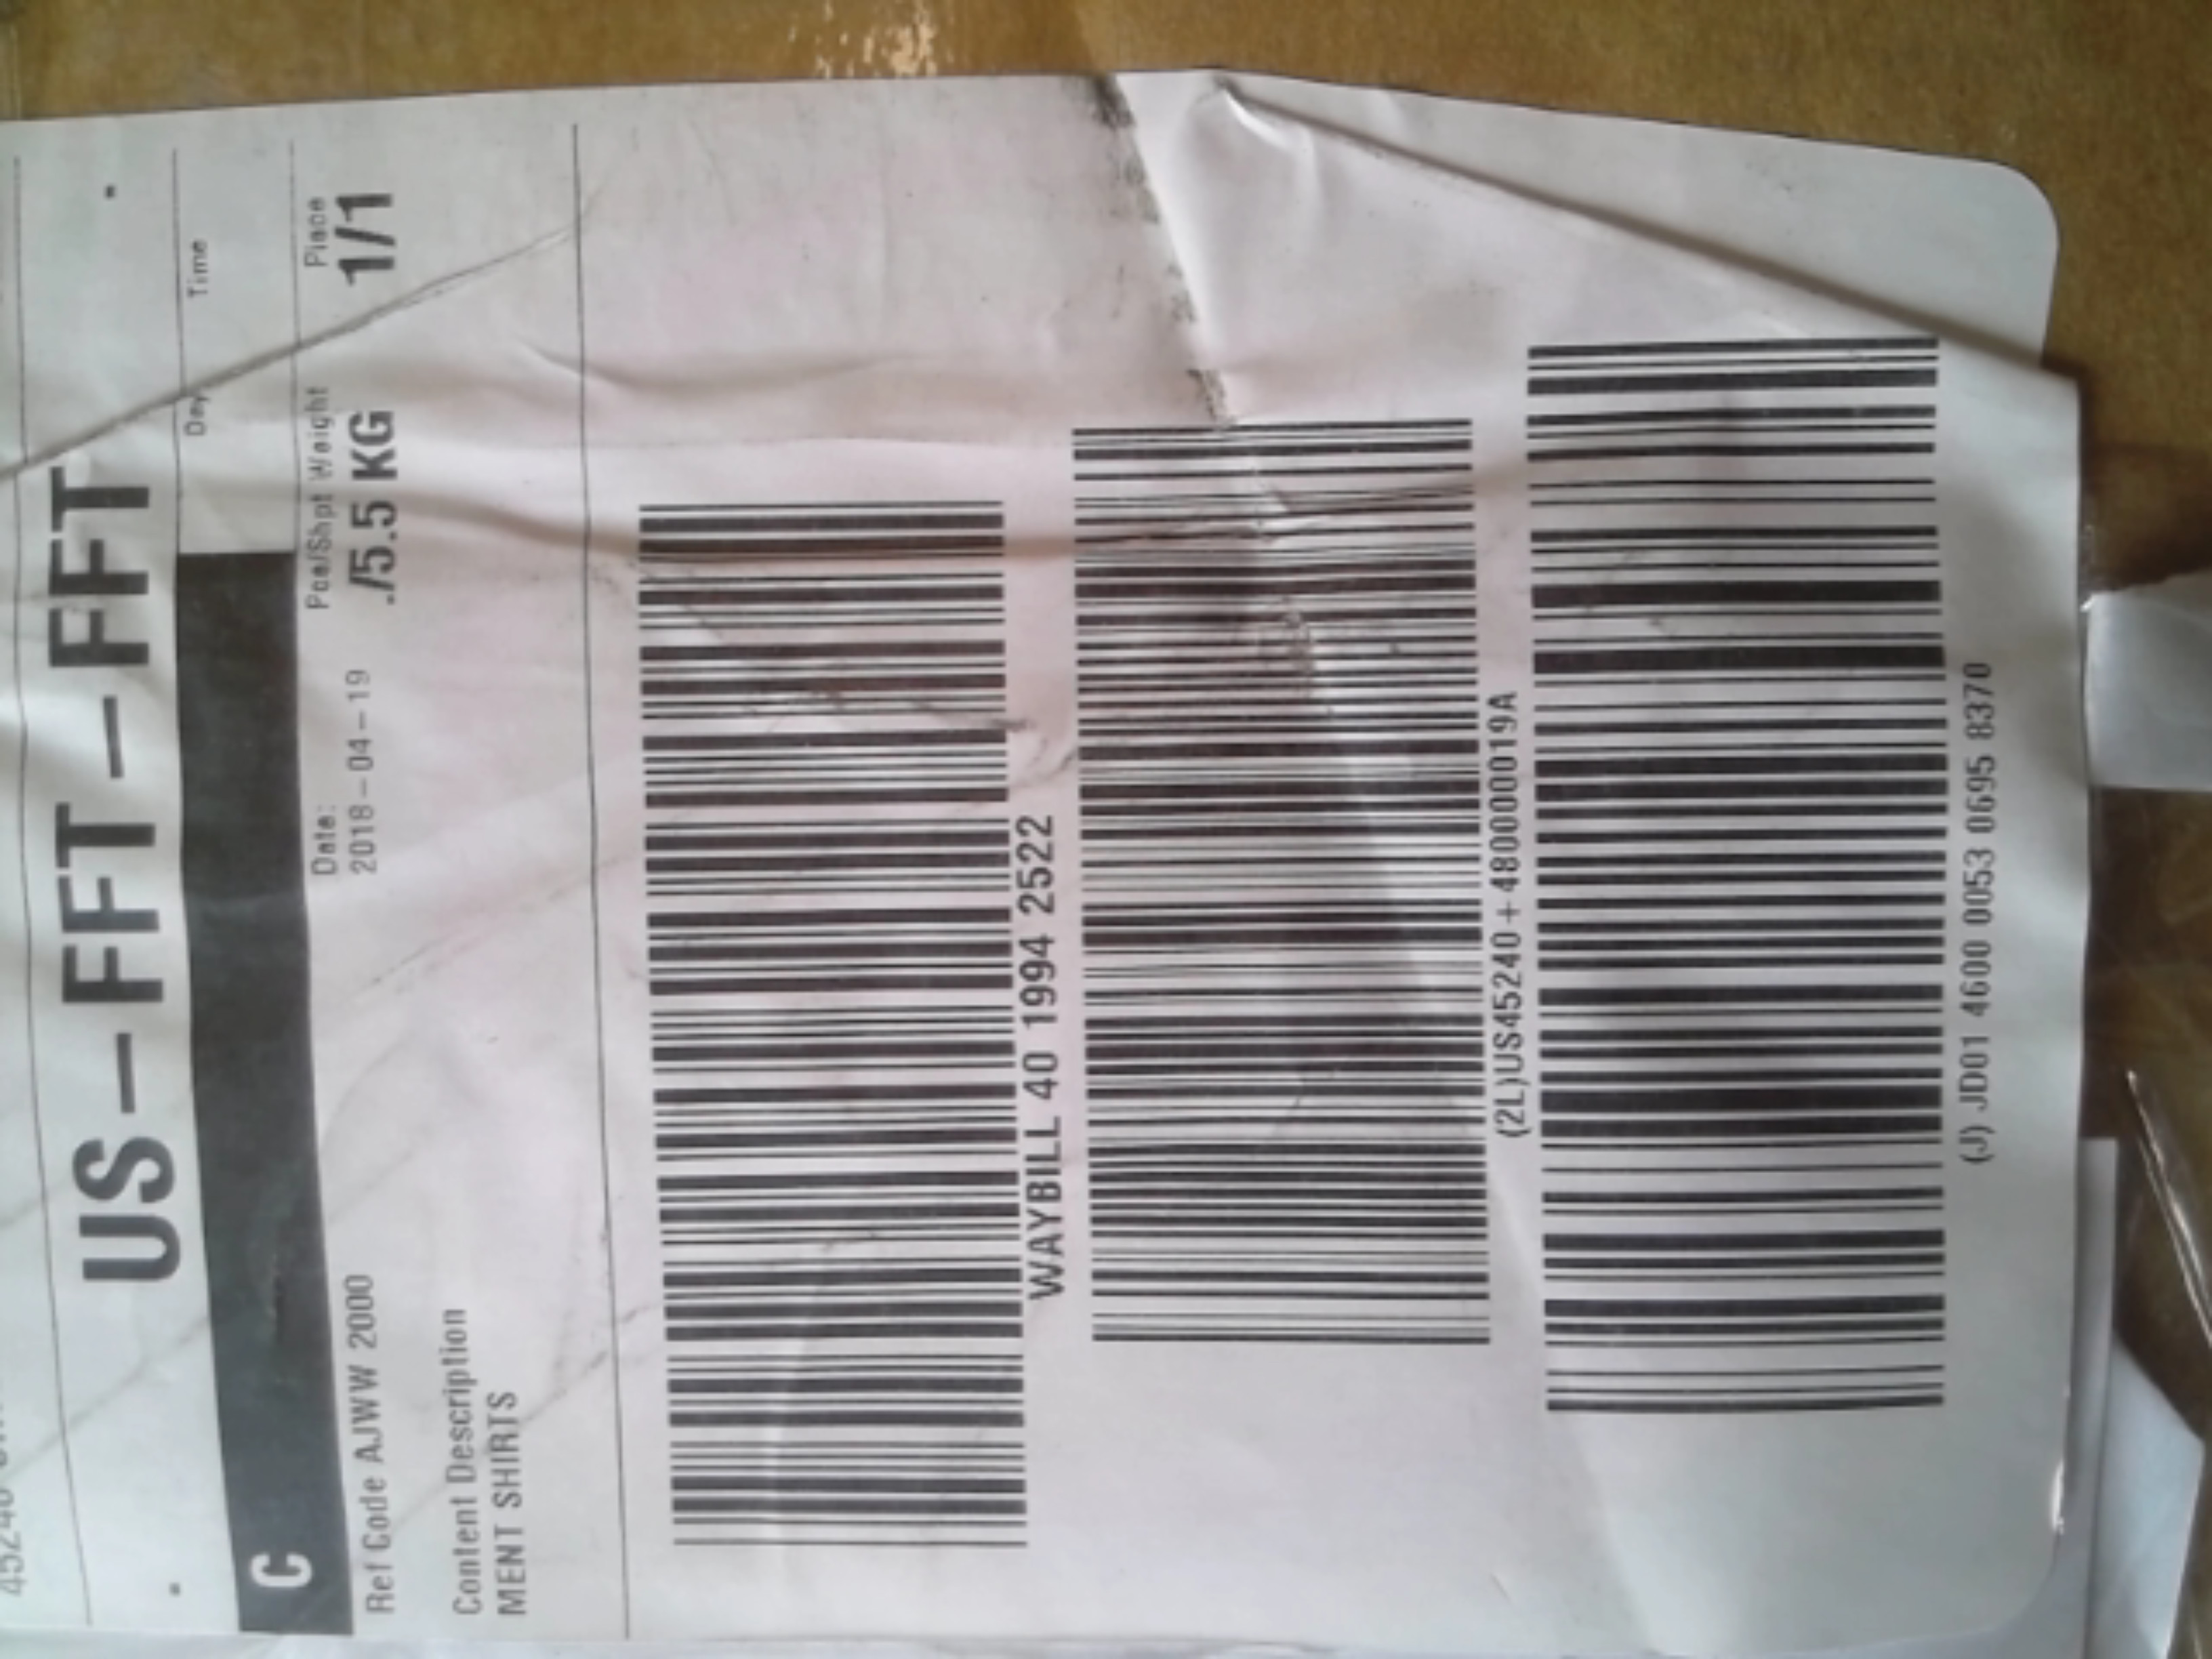 US-FFT-FFT
Day Time
C
Ref Code AJWW 2000
Date:
2018-04-19
Pce/Shpt Weight
./5.5 KG
Piece
1/1
Content Description
MENT SHIRTS
WAYBILL 40 1994 2522
(2L)US45240+48000001​9A
(J) JD01 4600 0053 0695 8370